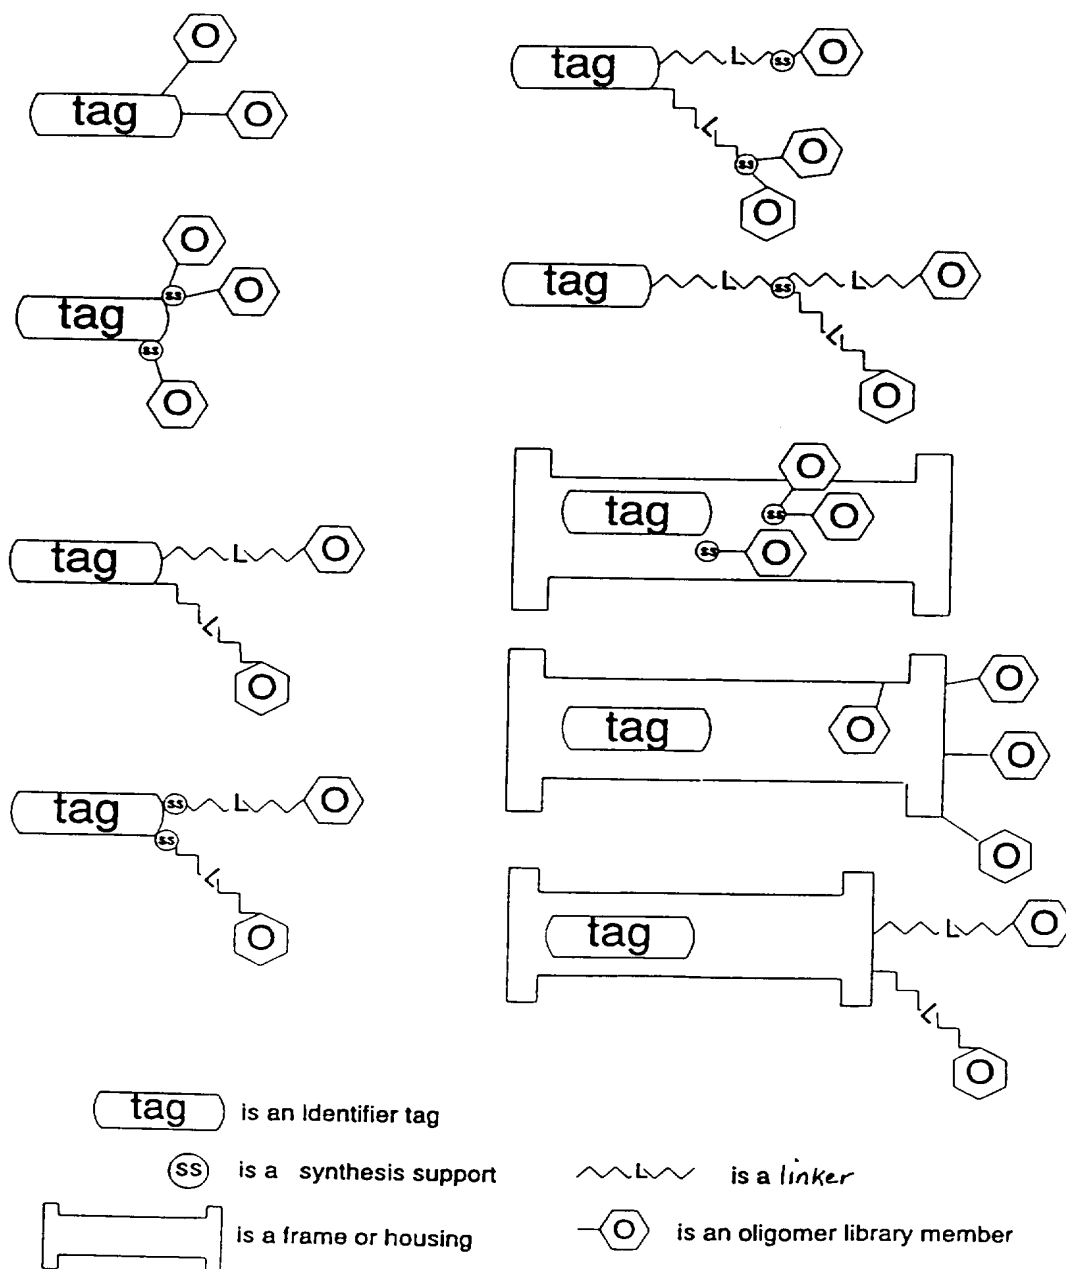 O
tag
O
tag
L
ss
O
L
ss
O
O
O
ss
O
tag
ss
O
tag
L
ss
L
O
L
O
tag
L
O
L
O
O
tag
ss
O
ss
O
tag
O
O
O
O
tag
ss
L
O
ss
L
O
tag
L
O
L
O
tag is an identifier tag
ss is a synthesis support
L is a linker
is a frame or housing
O is an oligomer library member